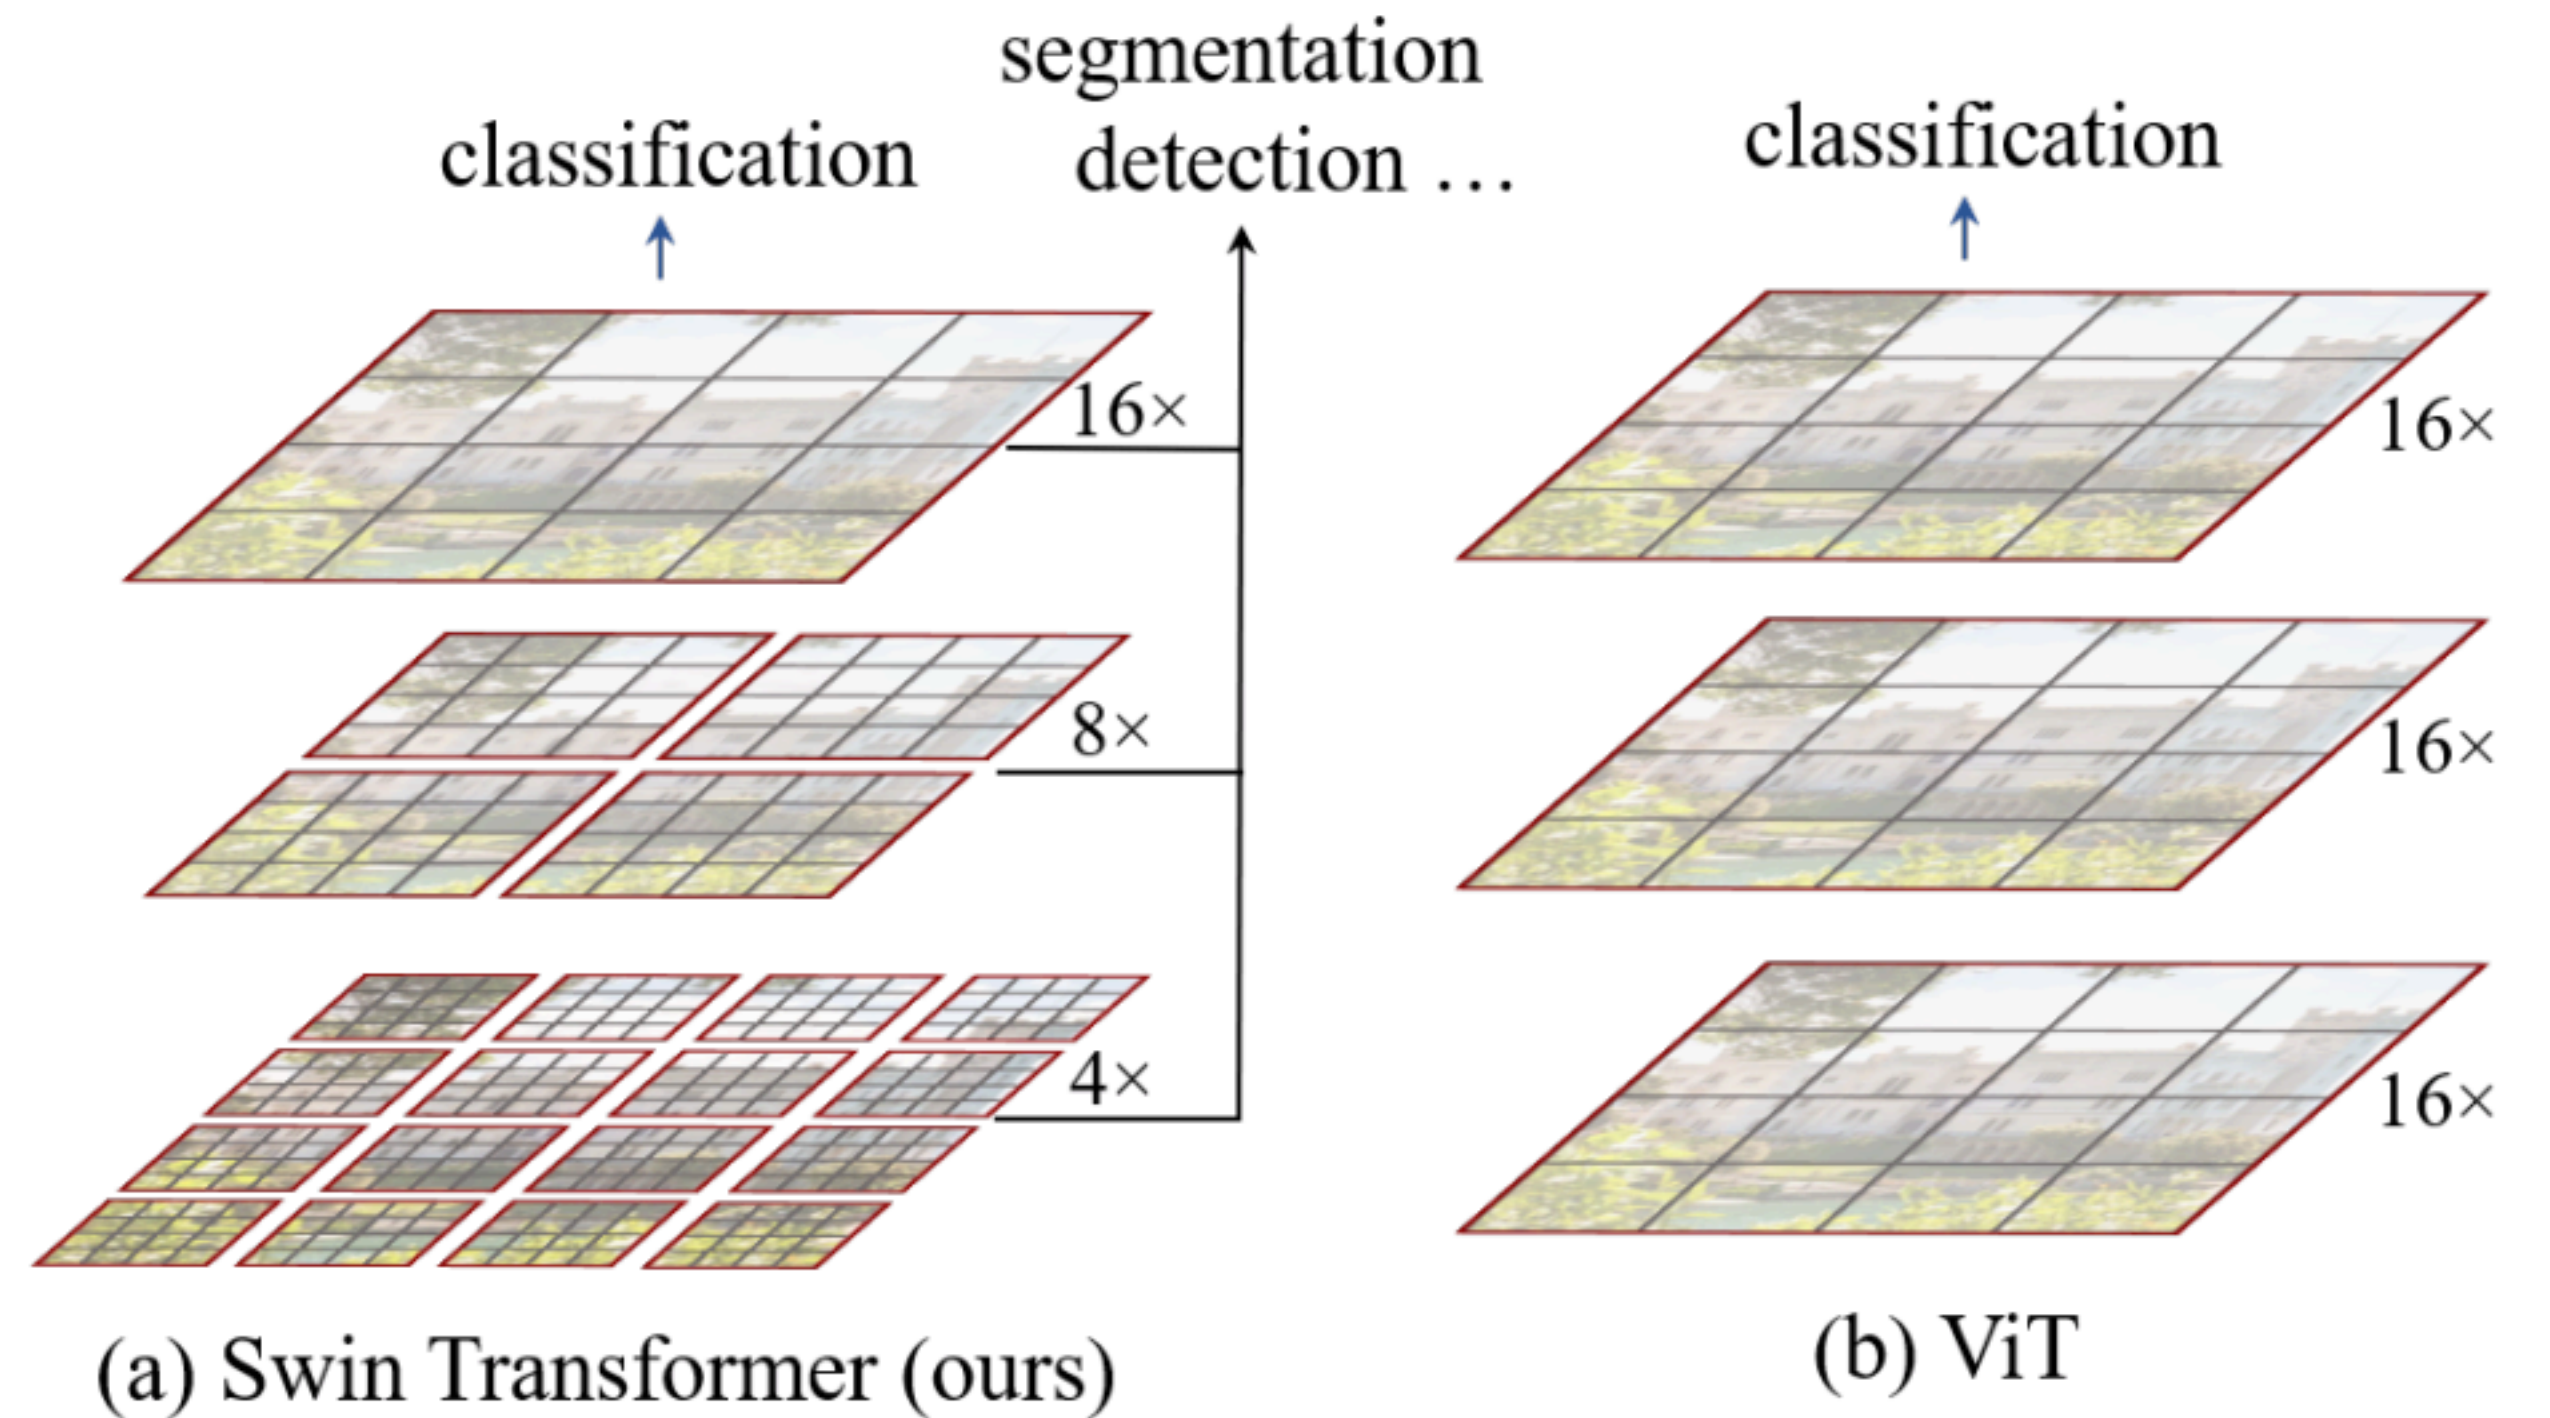 segmentation
detection …
classification
16×
8×
4×
(a) Swin Transformer (ours)
classification
16×
16×
16×
(b) ViT